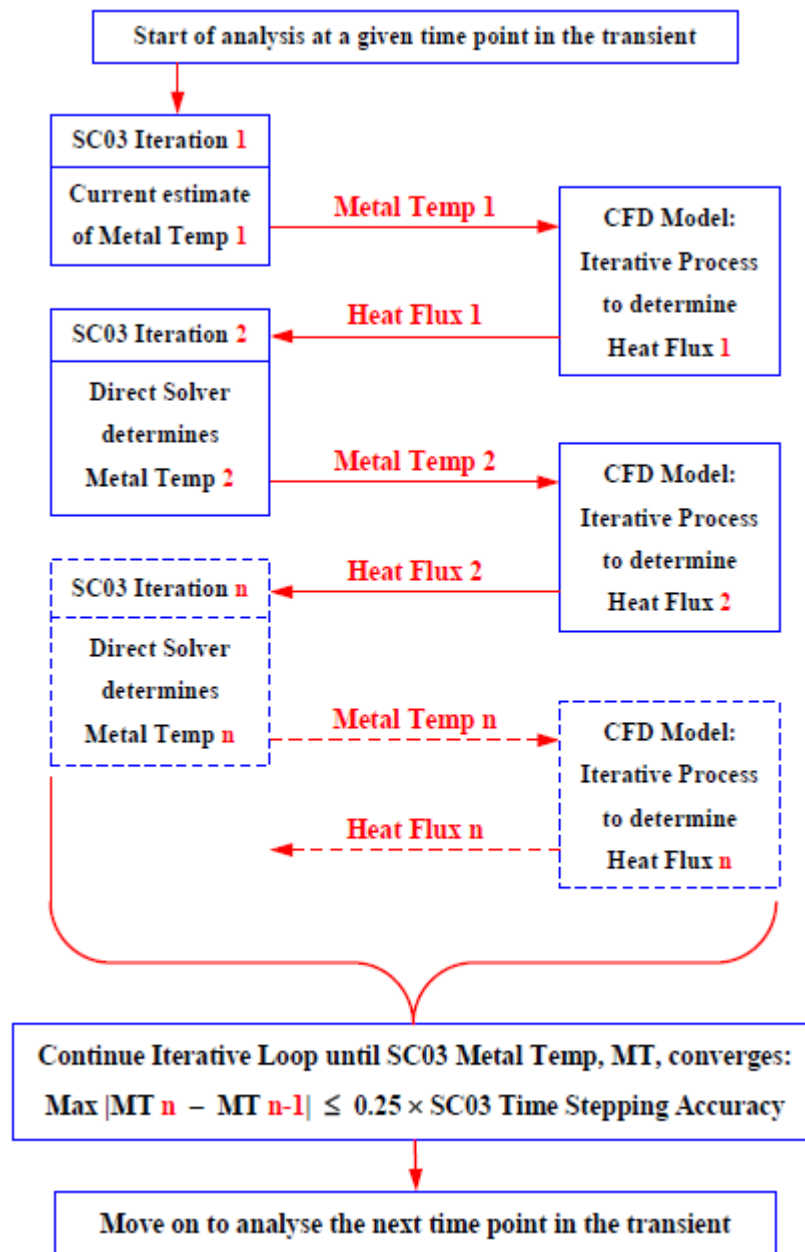 Start of analysis at a given time point in the transient
SC03 Iteration 1
Current estimate
of Metal Temp 1
Metal Temp 1
CFD Model:
Iterative Process
to determine
Heat Flux 1
Heat Flux 1
SC03 Iteration 2
Direct Solver
determines
Metal Temp 2
Metal Temp 2
CFD Model:
Iterative Process
to determine
Heat Flux 2
Heat Flux 2
SC03 Iteration n
Direct Solver
determines
Metal Temp n
Metal Temp n
CFD Model:
Iterative Process
to determine
Heat Flux n
Heat Flux n
Continue Iterative Loop until SC03 Metal Temp, MT, converges:
Max |MT n – MT n-1| ≤ 0.25 × SC03 Time Stepping Accuracy
Move on to analyse the next time point in the transient